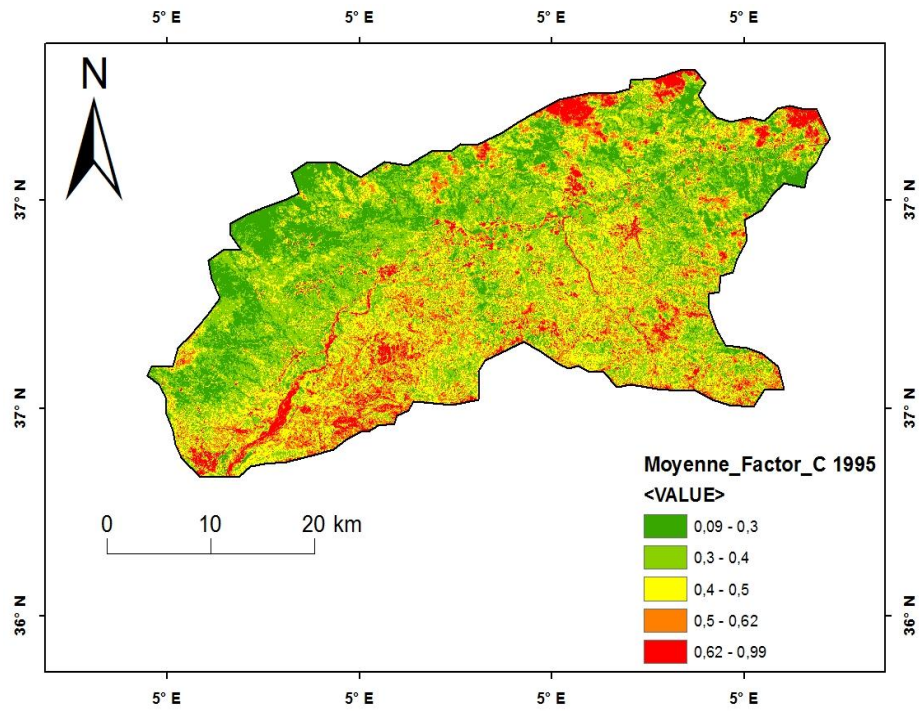 5° E 5° E 5° E 5° E
N
37° N 37° N
37° N 37° N
Moyenne_Factor_C 1995
<VALUE>
0,09 - 0,3
0,3 - 0,4
0,4 - 0,5
0,5 - 0,62
0,62 - 0,99
0 10 20 km
36° N 36° N
5° E 5° E 5° E 5° E